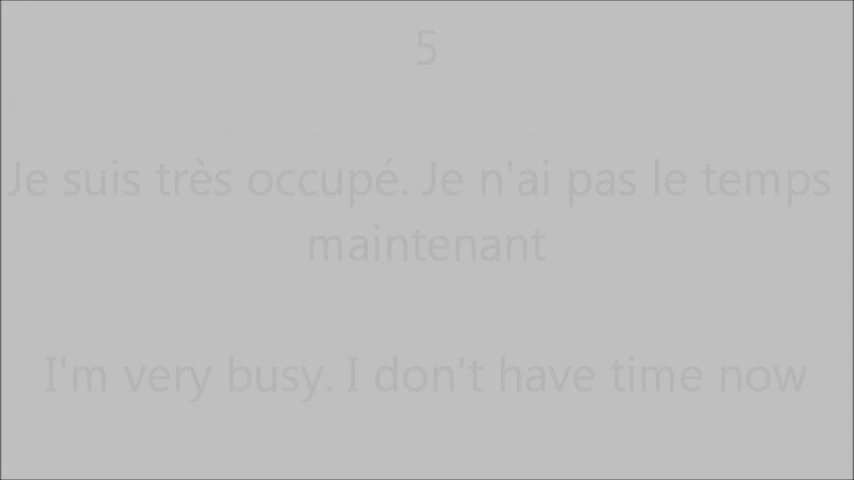 5
Je suis très occupé. Je n'ai pas le temps
maintenant
I'm very busy. I don't have time now